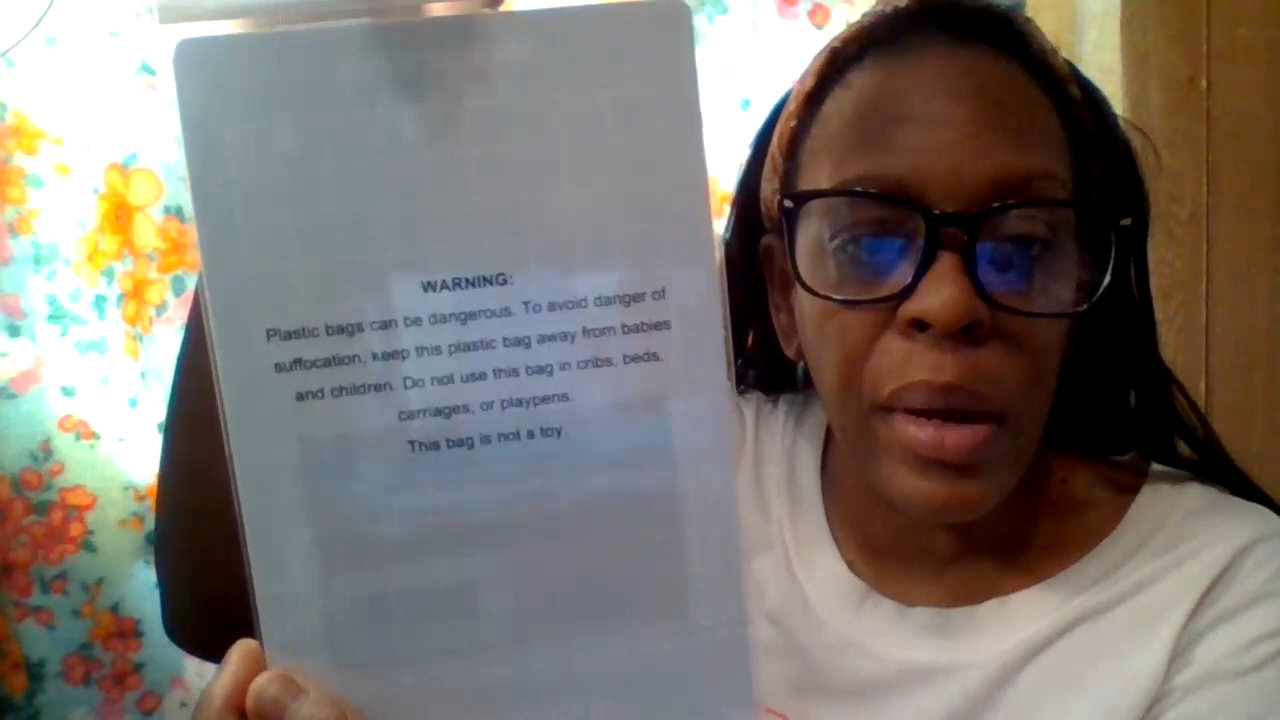 WARNING:
Plastic bags can be dangerous. To avoid danger of
suffocation, keep this plastic bag away from babies
and children. Do not use this bag in cribs, beds,
carriages, or playpens.
This bag is not a toy.